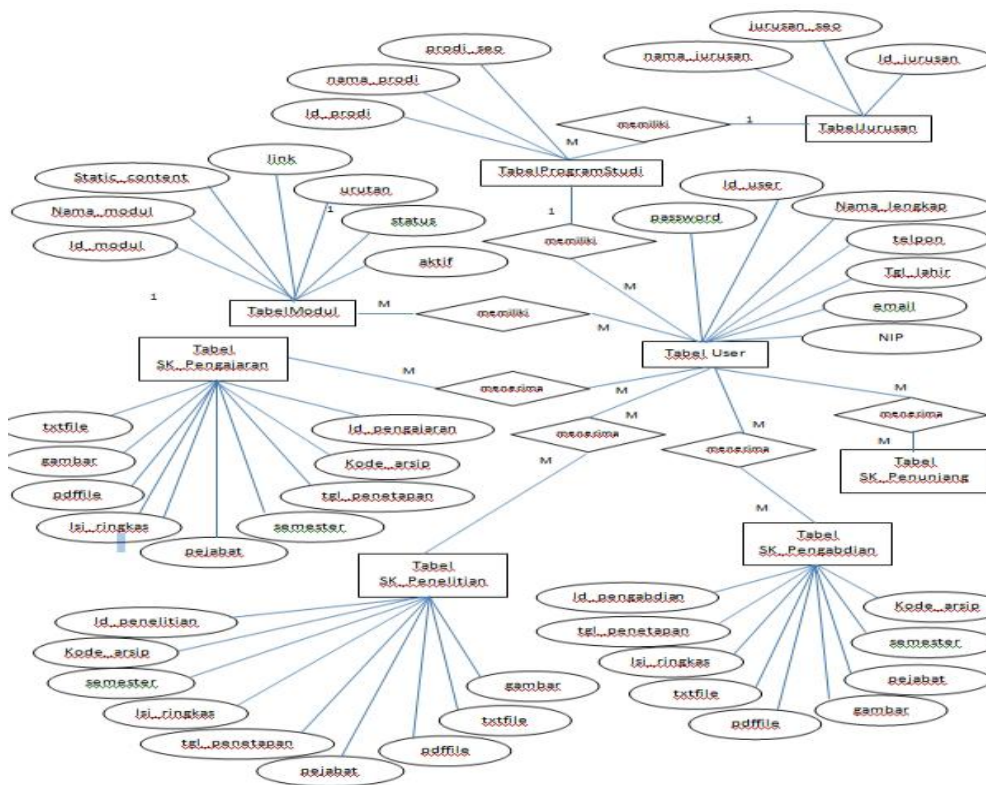 jurusan_seo
prodi_seo
nama_jurusan
Id_jurusan
nama_prodi
Id_prodi
memiliki
1
TabelJurusan
M
link
TabelProgramStudi
Static_content
urutan
Id_user
1
1
password
Nama_lengkap
Nama_modul
status
memiliki
telpon
Id_modul
aktif
Tgl_lahir
M
1
M
email
TabelModul
memiliki
M
NIP
Tabel
SK_Pengajaran
Tabel User
M
menerima
M
M
M
menerima
txtfile
Id_pengajaran
menerima
M
M
menerima
gambar
Kode_arsip
M
Tabel
SK_Penunjang
pdffile
tgl_penetapan
M
Isi_ringkas
semester
Tabel
SK_Pengabdian
pejabat
Tabel
SK_Penelitian
Id_pengabdian
Kode_arsip
Id_penelitian
tgl_penetapan
semester
Kode_arsip
Isi_ringkas
pejabat
semester
gambar
txtfile
gambar
Isi_ringkas
txtfile
pdffile
tgl_penetapan
pdffile
pejabat